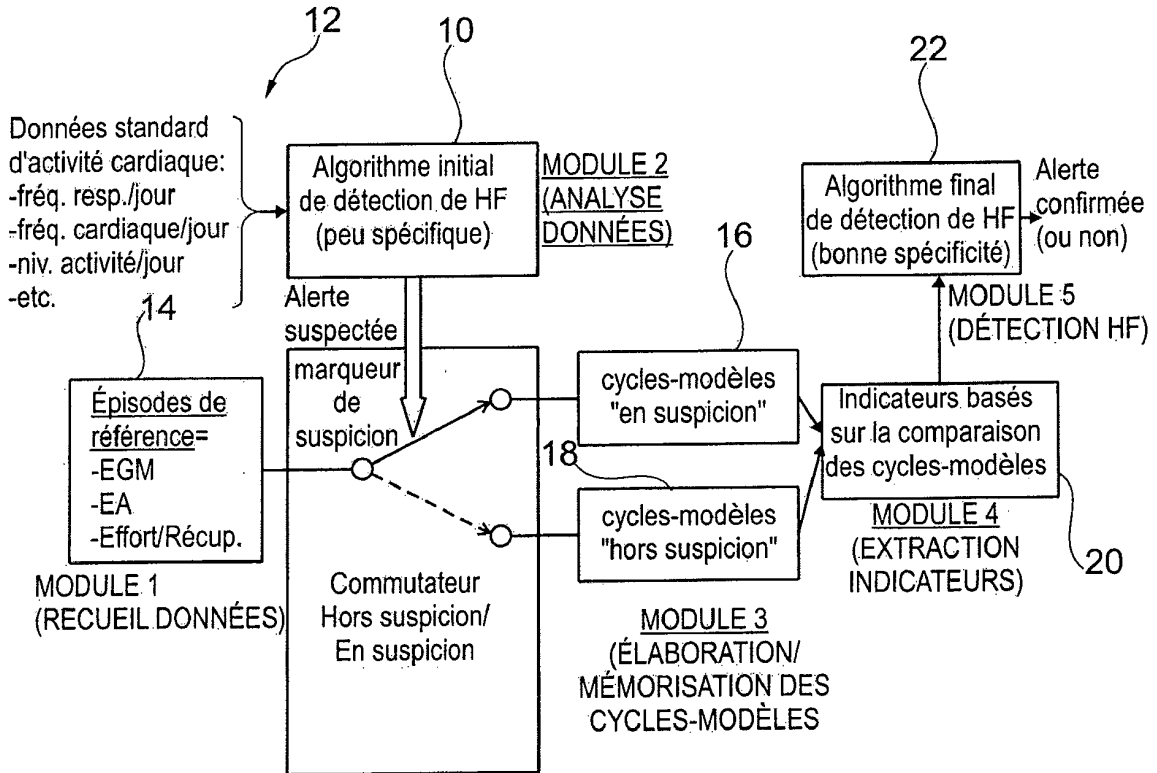 12
10
22
Données standard
d'activité cardiaque:
-fréq. resp./jour
-fréq. cardiaque/jour
-niv. activité/jour
-etc.
Algorithme initial
de détection de HF
(peu spécifique)
MODULE 2
(ANALYSE
DONNÉES)
Algorithme final
de détection de HF
(bonne spécificité)
Alerte
confirmée
(ou non)
MODULE 5
(DÉTECTION HF)
14
Alerte
suspectée
marqueur
de
suspicion
16
Épisodes de
référence=
-EGM
-EA
-Effort/Récup.
MODULE 1
(RECUEIL DONNÉES)
Commutateur
Hors suspicion/
En suspicion
cycles-modèles
"en suspicion"
18
cycles-modèles
"hors suspicion"
MODULE 3
(ÉLABORATION/
MÉMORISATION DES
CYCLES-MODÈLES
Indicateurs basés
sur la comparaison
des cycles-modèles
MODULE 4
(EXTRACTION
INDICATEURS)
20